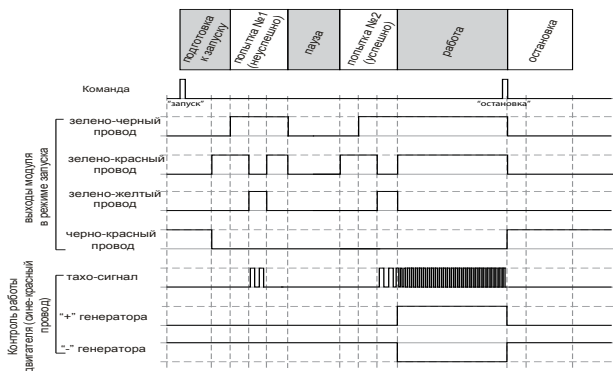 подготовка
к запуску
попытка №1
(неуспешно)
пауза
попытка №2
(успешно)
работа
остановка
Команда
"запуск"
"остановка"
выходы модуля
в режиме запуска
зелено-черный
провод
зелено-красный
провод
зелено-желтый
провод
черно-красный
провод
Контроль работы
двигателя (сине-красный
провод)
тахо-сигнал
"+" генератора
"-" генератора